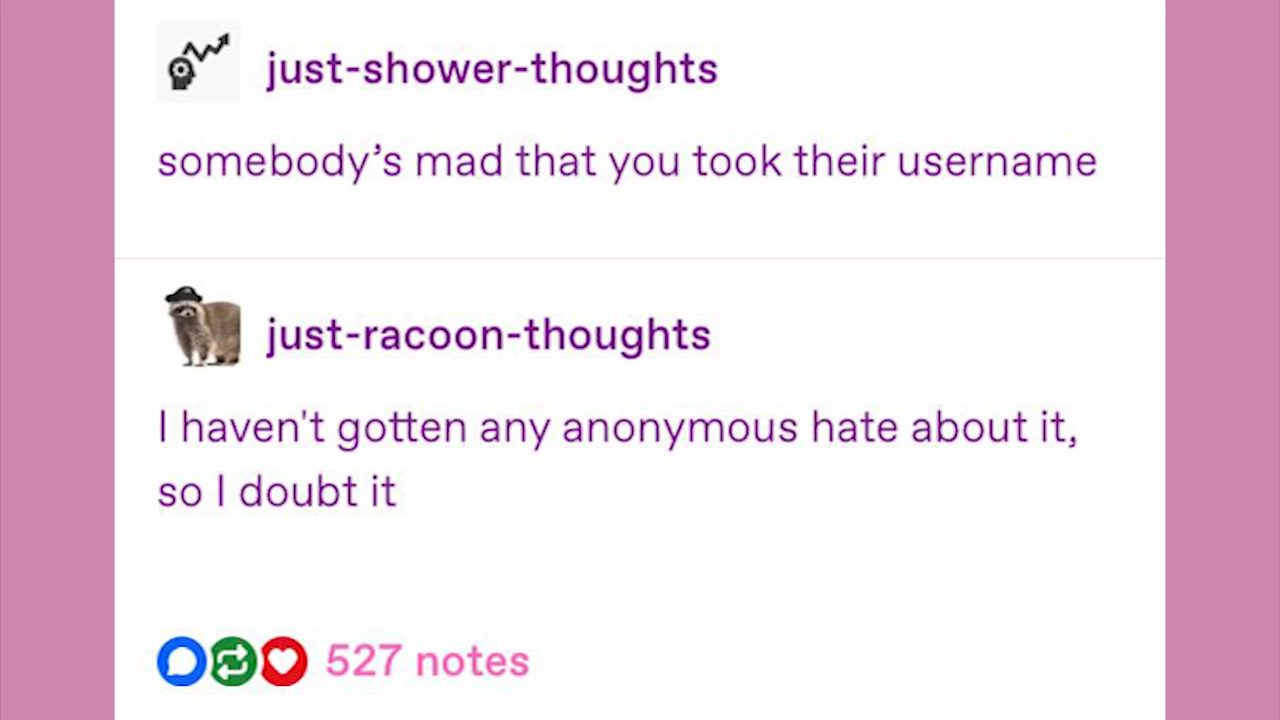 just-shower-thoughts
somebody’s mad that you took their username
just-racoon-thoughts
I haven't gotten any anonymous hate about it,
so I doubt it
527 notes